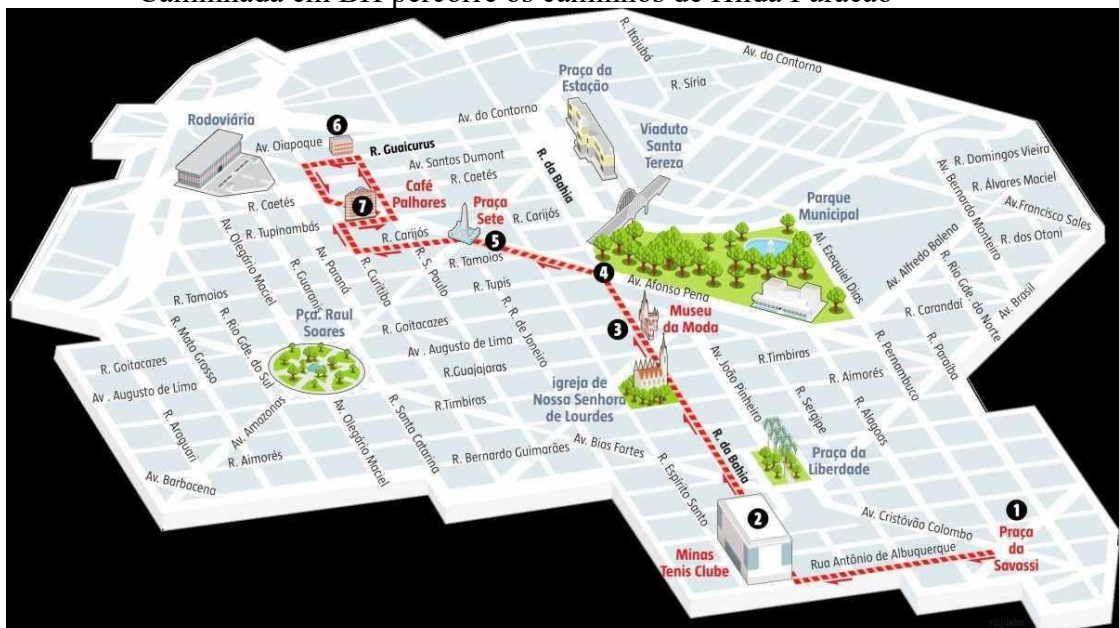 Caminhada em BH percorre os caminhos de Hilda Furacão
R. Itajubá
Av. do Contorno
Praça da
Estação
R. Síria
Rodoviária
Av. do Contorno
Viaduto
Santa
Tereza
6
Av. Oiapoque
R. Guaicurus
R. da Bahia
Av. Santos Dumont
R. Caetés
Café
Palhares
Praça
Sete
R. Carijós
7
R. Caetés
R. Tupinambás
R. Carijós
5
R. Domingos Vieira
R. Álvares Maciel
Av. Francisco Sales
R. dos Otoni
Av. Bernardo Monteiro
Parque
Municipal
Al. Ezequiel Dias
Av. Alfredo Balena
R. Rio Gde. do Norte
Av. Brasil
4
Av. Afonso Pena
Av. Olegário Maciel
R. Guarani
Av. Paraná
R. Curitiba
R. S. Paulo
R. Tamoios
R. Tupis
R. R. de Janeiro
R. Tamoios
R. Mato Grosso
R. Rio Gde. do Sul
Pça. Raul
Soares
R. Goitacazes
Av . Augusto de Lima
R.Guajajaras
R.Timbiras
3
Museu
da Moda
R. Carandaí
R. Paraíba
R. Pernambuco
Av. João Pinheiro
R.Timbiras
R. Aimorés
R. Sergipe
R. Alagoas
R. Goitacazes
Av . Augusto de Lima
R. Araguari
Av. Amazonas
R. Aimorés
Av. Barbacena
Av. Olegário Maciel
R. Santa Catarina
R. Bernardo Guimarães
Av. Bias Fortes
igreja de
Nossa Senhora
de Lourdes
R. Espírito Santo
R. da Bahia
Praça da
Liberdade
2
Minas
Tenis Clube
Av. Cristóvão Colombo
Rua Antônio de Albuquerque
1
Praça
da
Savassi